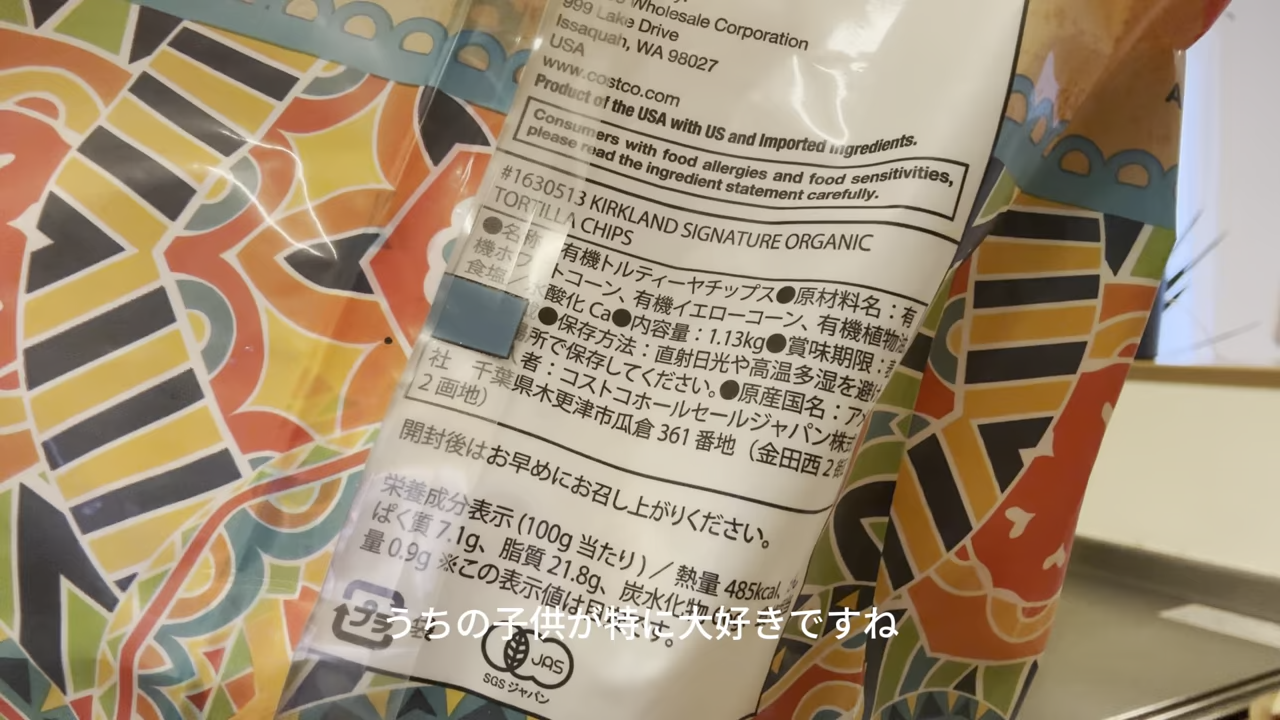 Wholesale Corporation
999 Lake Drive
Issaquah, WA 98027
USA
www.costco.com
Product of the USA with US and Imported Ingredients.
Consumers with food allergies and food sensitivities,
please read the ingredient statement carefully.
#1630513 KIRKLAND SIGNATURE ORGANIC
TORTILLA CHIPS
●名称 有機トルティーヤチップス●原材料名:有
機ホワ トコーン、有機イエローコーン、有機植物油
食塩/水酸化 Ca●内容量:1.13kg●賞味期限:
●保存方法:直射日光や高温多湿を避け
場所で保存してください。●原産国名:アメ
者:コストコホールセールジャパン株式
社 千葉県木更津市瓜倉 361 番地(金田西 2 街
2 画地)
開封後はお早めにお召し上がりください。
栄養成分表示 (100g 当たり)/ 熱量 485kcal、
ぱく質 7.1g、脂質 21.8g、炭水化物
量 0.9g ※この表示値は
プラ 袋
JAS
SGS ジャパン
うちの子供が特に大好きですね